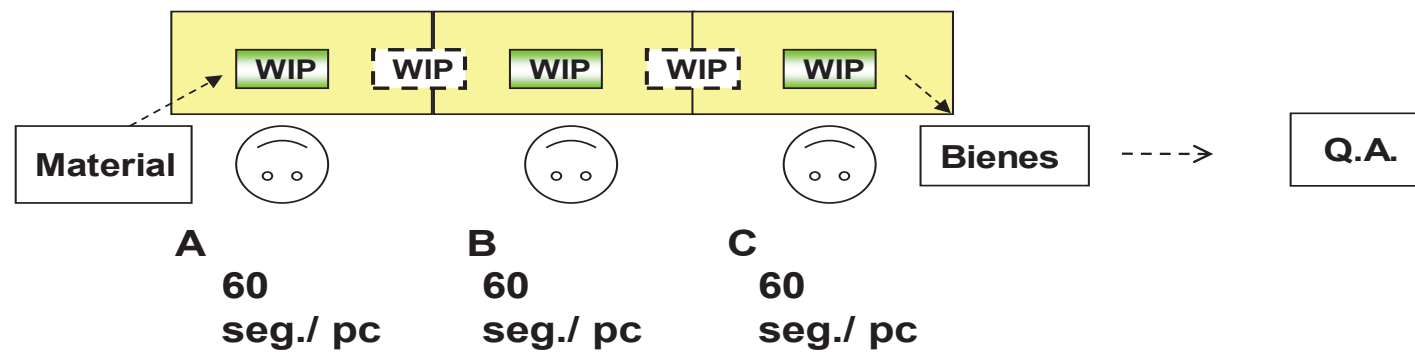 WIP
WIP
WIP
WIP
WIP
Material
Bienes
Q.A.
A
60
seg./ pc
B
60
seg./ pc
C
60
seg./ pc